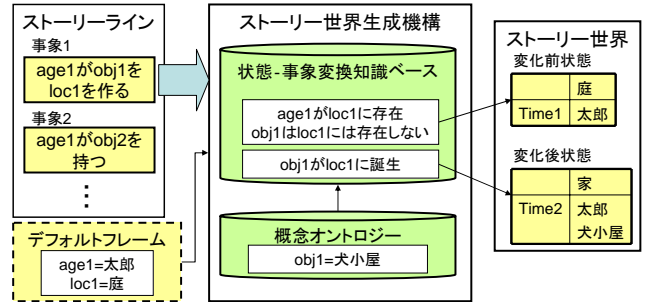 ストーリーライン
事象1
age1がobj1を
loc1を作る
事象2
age1がobj2を
持つ
⋮
デフォルトフレーム
age1=太郎
loc1=庭
ストーリー世界生成機構
状態-事象変換知識ベース
age1がloc1に存在
obj1はloc1には存在しない
obj1がloc1に誕生
概念オントロジー
obj1=犬小屋
ストーリー世界
変化前状態
庭
Time1 太郎
変化後状態
家
Time2 太郎
犬小屋